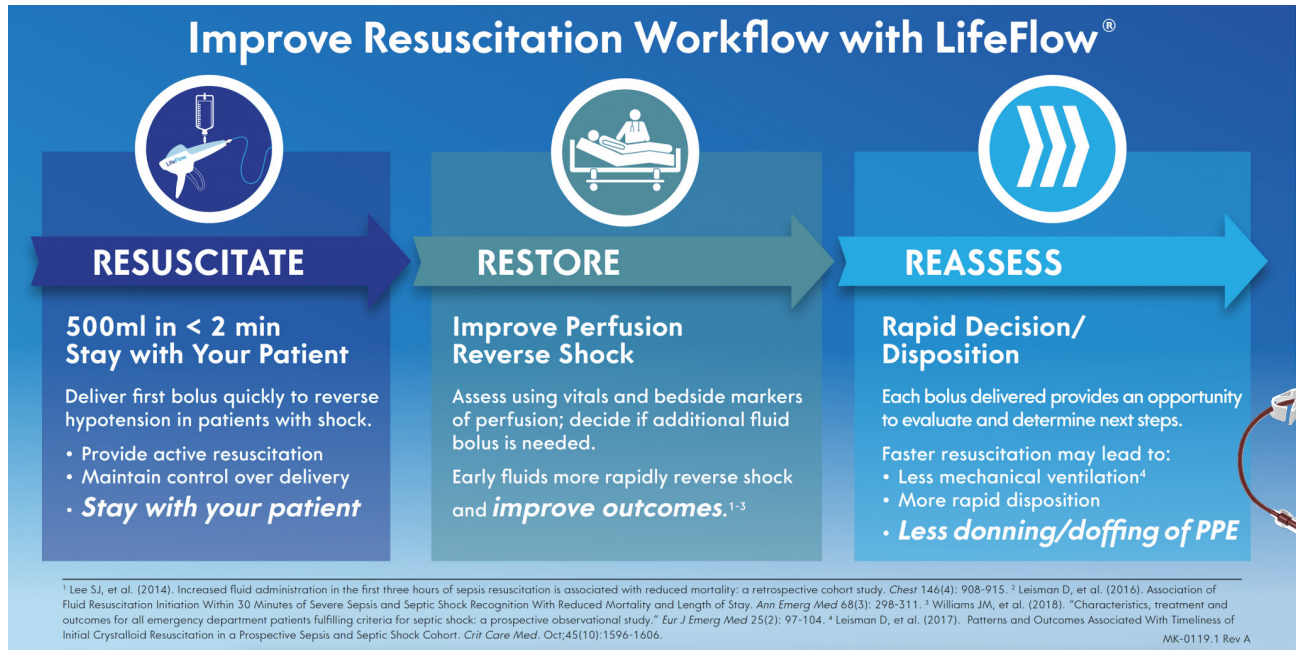 Improve Resuscitation Workflow with LifeFlow®
LifeFlow
RESUSCITATE
500ml in < 2 min
Stay with Your Patient
Deliver first bolus quickly to reverse
hypotension in patients with shock.
• Provide active resuscitation
• Maintain control over delivery
• Stay with your patient
RESTORE
Improve Perfusion
Reverse Shock
Assess using vitals and bedside markers
of perfusion; decide if additional fluid
bolus is needed.
Early fluids more rapidly reverse shock
and improve outcomes.1-3
REASSESS
Rapid Decision/
Disposition
Each bolus delivered provides an opportunity
to evaluate and determine next steps.
Faster resuscitation may lead to:
• Less mechanical ventilation4
• More rapid disposition
• Less donning/doffing of PPE
1 Lee SJ, et al. (2014). Increased fluid administration in the first three hours of sepsis resuscitation is associated with reduced mortality: a retrospective cohort study. Chest 146(4): 908-915. 2 Leisman D, et al. (2016). Association of
Fluid Resuscitation Initiation Within 30 Minutes of Severe Sepsis and Septic Shock Recognition With Reduced Mortality and Length of Stay. Ann Emerg Med 68(3): 298-311. 3 Williams JM, et al. (2018). "Characteristics, treatment and
outcomes for all emergency department patients fulfilling criteria for septic shock: a prospective observational study." Eur J Emerg Med 25(2): 97-104. 4 Leisman D, et al. (2017). Patterns and Outcomes Associated With Timeliness of
Initial Crystalloid Resuscitation in a Prospective Sepsis and Septic Shock Cohort. Crit Care Med. Oct;45(10):1596-1606.
MK-0119.1 Rev A